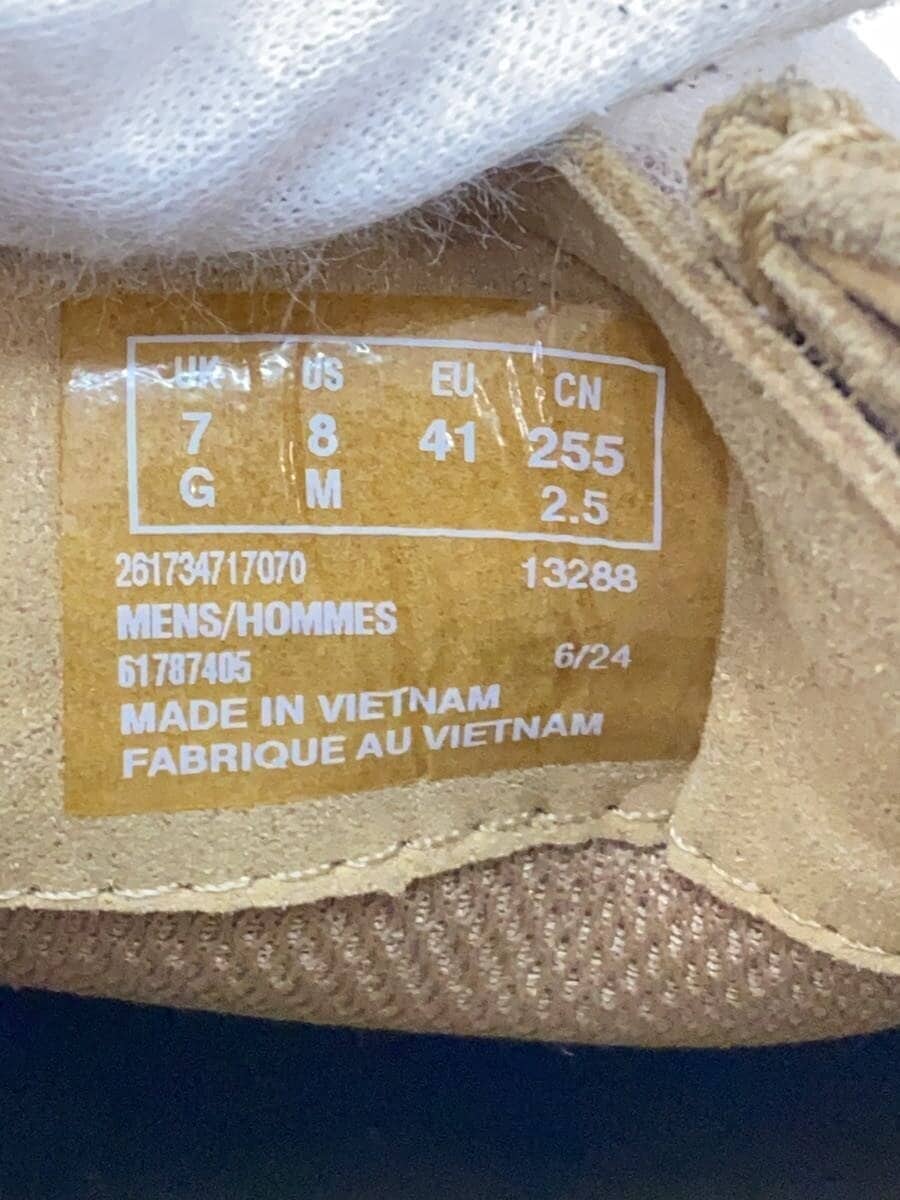 UK US EU CN
7 8 41 255
G M 2.5
261734717070 13288
MENS/HOMMES
61787405 6/24
MADE IN VIETNAM
FABRIQUE AU VIETNAM